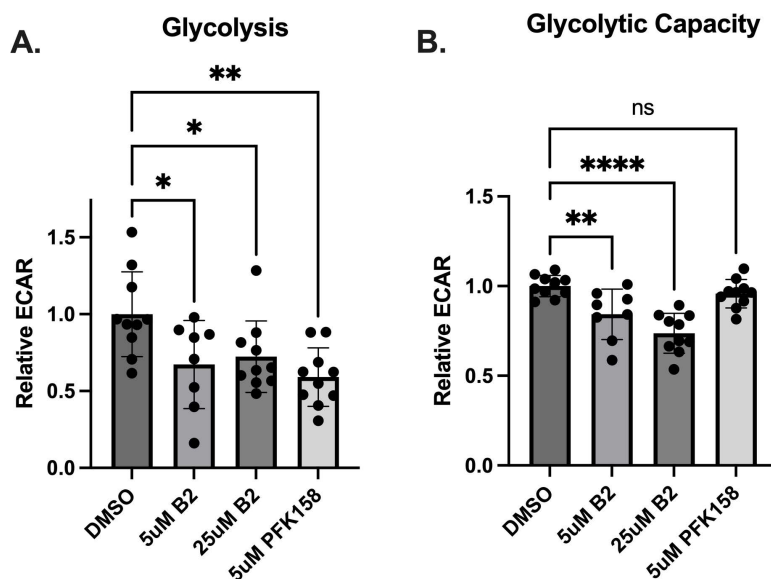 A.
Glycolysis
**
*
*
Relative ECAR
1.5
1.0
0.5
0.0
DMSO
5uM B2
25uM B2
5uM PFK158
B.
Glycolytic Capacity
ns
****
**
Relative ECAR
1.5
1.0
0.5
0.0
DMSO
5uM B2
25uM B2
5uM PFK158